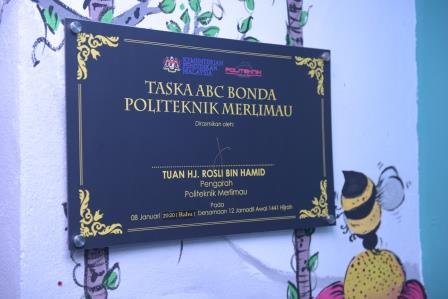 KEMENTERIAN
PENDIDIKAN
MALAYSIA
POLITEKNIK
TASKA ABC BONDA
POLITEKNIK MERLIMAU
Dirasmikan oleh:
TUAN HJ. ROSLI BIN HAMID
Pengarah
Politeknik Merlimau
Pada
08 Januari 2020 ( Rabu ) bersamaan 12 Jamadil Awal 1441 Hijrah